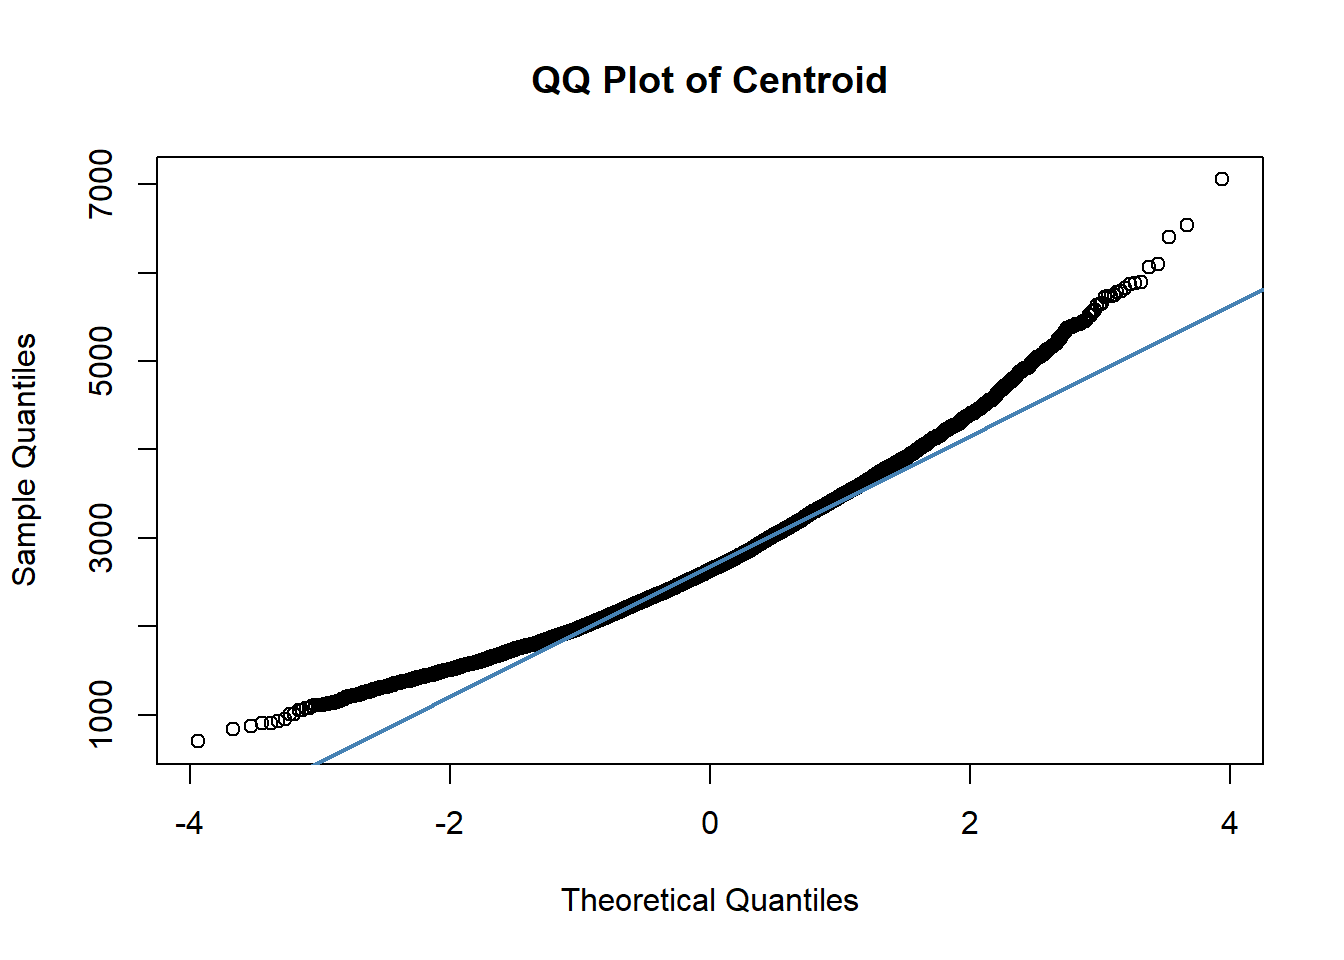 QQ Plot of Centroid
7000
5000
3000
1000
Sample Quantiles
-4 -2 0 2 4
Theoretical Quantiles